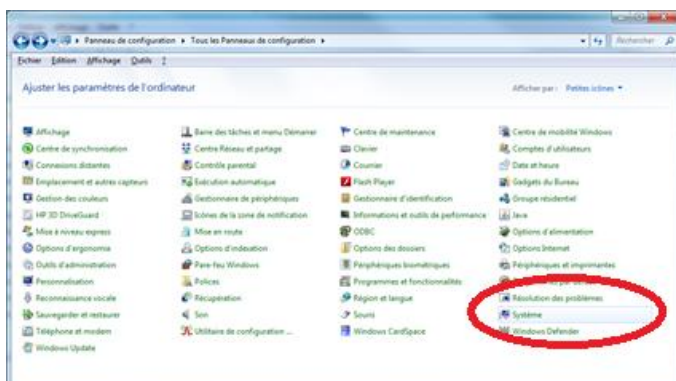 Panneau de configuration Tous les Panneaux de configuration
Rechercher
Fichier Edition Affichage Outils ?
Ajuster les paramètres de l'ordinateur
Afficher par : Petites icônes
Affichage
Barre des tâches et menu Démarrer
Centre de maintenance
Centre de mobilité Windows
Centre de synchronisation
Centre Réseau et partage
Clavier
Comptes d'utilisateurs
Connexions distantes
Contrôle parental
Courrier
Date et heure
Emplacement et autres capteurs
Exécution automatique
Flash Player
Gadgets du Bureau
Gestion des couleurs
Gestionnaire de périphériques
Gestionnaire d'identification
Groupe résidentiel
HP 3D DriveGuard
Icônes de la zone de notification
Informations et outils de performance
Java
Mise à niveau express
Mise en route
ODBC
Options d'alimentation
Options d'ergonomie
Options d'indexation
Options des dossiers
Options Internet
Outils d'administration
Pare-feu Windows
Périphériques biométriques
Périphériques et imprimantes
Personnalisation
Polices
Programmes et fonctionnalités
Reconnaissance vocale
Récupération
Région et langue
Résolution des problèmes
Sauvegarder et restaurer
Son
Souris
Système
Téléphone et modem
Utilitaire de configuration ...
Windows CardSpace
Windows Defender
Windows Update